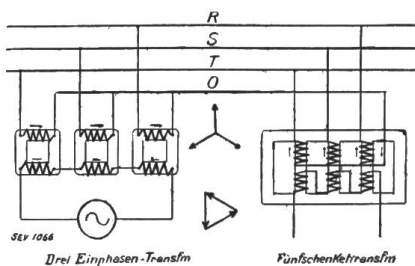 R
S
T
O
SEV 1066
Drei Einphasen-Transfm
Fünfschenkeltransfm